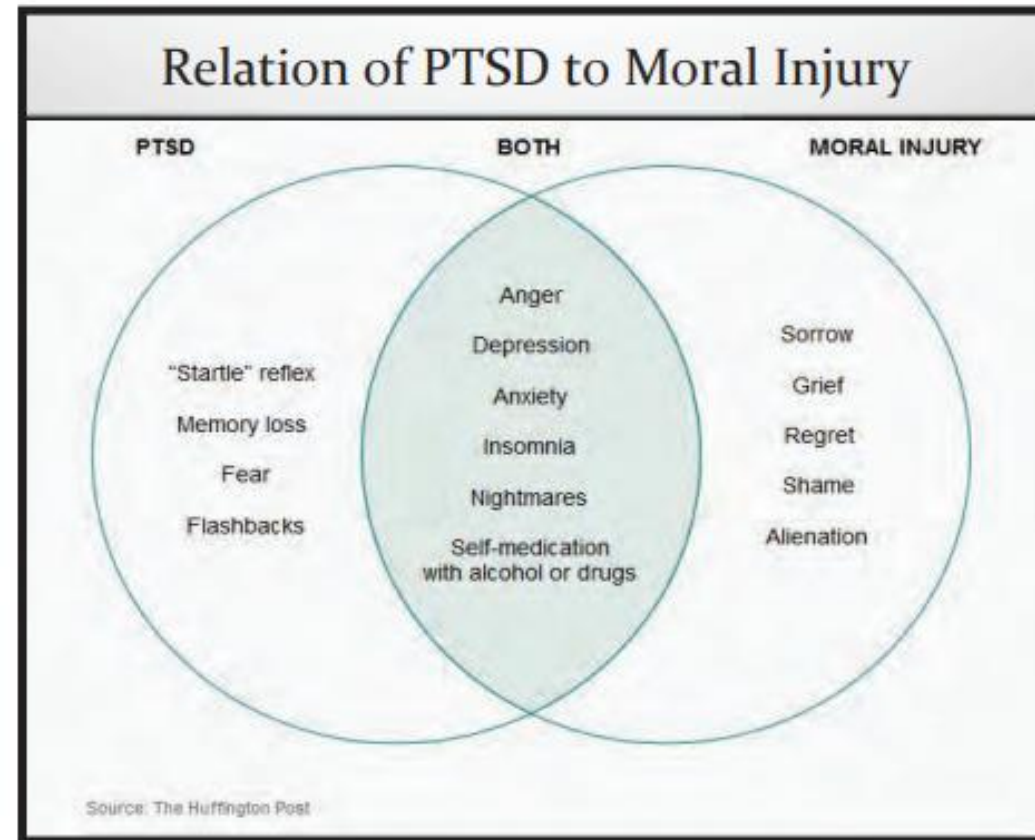 Relation of PTSD to Moral Injury
PTSD
BOTH
MORAL INJURY
"Startle" reflex
Memory loss
Fear
Flashbacks
Anger
Depression
Anxiety
Insomnia
Nightmares
Self-medication
with alcohol or drugs
Sorrow
Grief
Regret
Shame
Alienation
Source: The Huffington Post